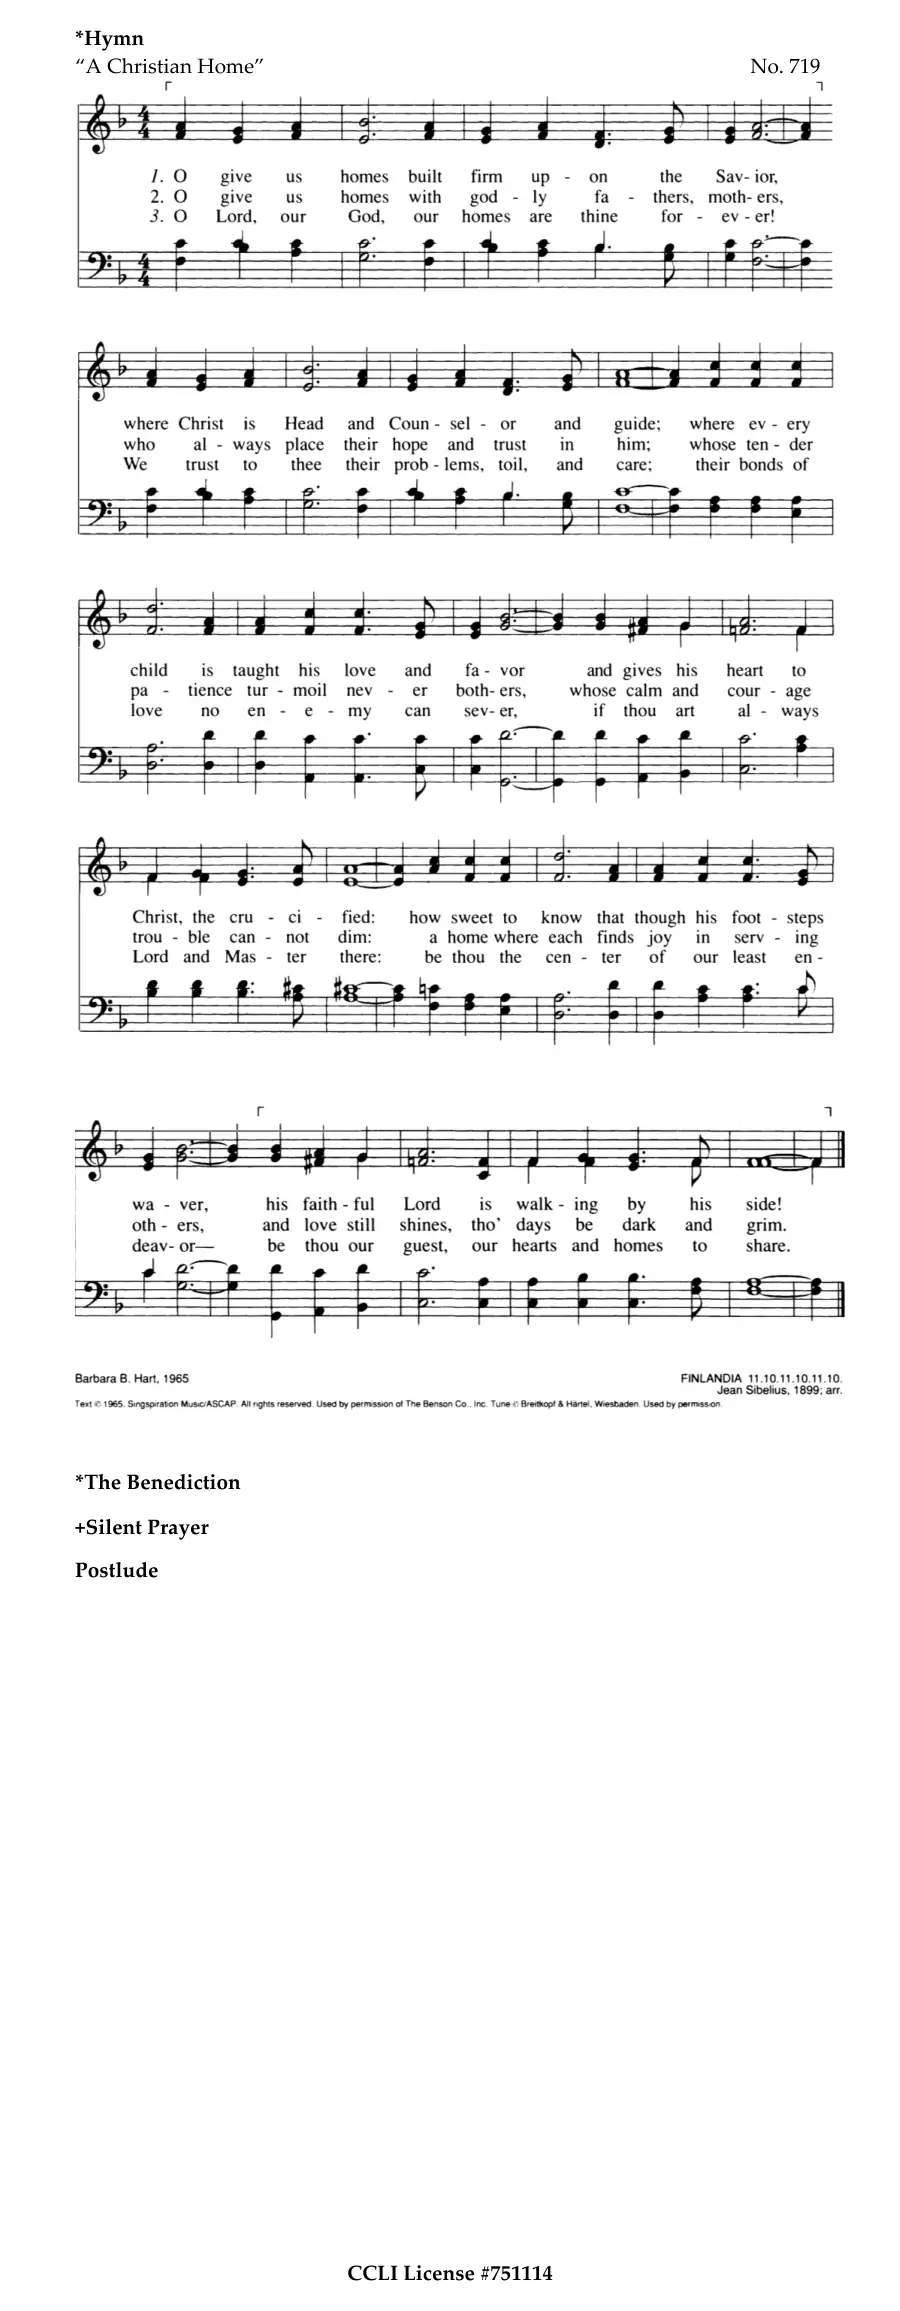 *Hymn
“A Christian Home” No. 719
1. O give us homes built firm up - on the Sav- ior,
2. O give us homes with god - ly fa - thers, moth- ers,
3. O Lord, our God, our homes are thine for - ev - er!
where Christ is Head and Coun - sel - or and guide; where ev - ery
who al - ways place their hope and trust in him; whose ten - der
We trust to thee their prob - lems, toil, and care; their bonds of
child is taught his love and fa - vor and gives his heart to
pa - tience tur - moil nev - er both- ers, whose calm and cour - age
love no en - e - my can sev- er, if thou art al - ways
Christ, the cru - ci - fied: how sweet to know that though his foot - steps
trou - ble can - not dim: a home where each finds joy in serv - ing
Lord and Mas - ter there: be thou the cen - ter of our least en -
wa - ver, his faith - ful Lord is walk - ing by his side!
oth - ers, and love still shines, tho' days be dark and grim.
deav- or— be thou our guest, our hearts and homes to share.
Barbara B. Hart, 1965 FINLANDIA 11.10.11.10.11.10.
Jean Sibelius, 1899; arr.
Text © 1965. Singspiration Music/ASCAP. All rights reserved. Used by permission of The Benson Co., Inc. Tune © Breitkopf & Härtel, Wiesbaden. Used by permission.
*The Benediction
+Silent Prayer
Postlude
CCLI License #751114